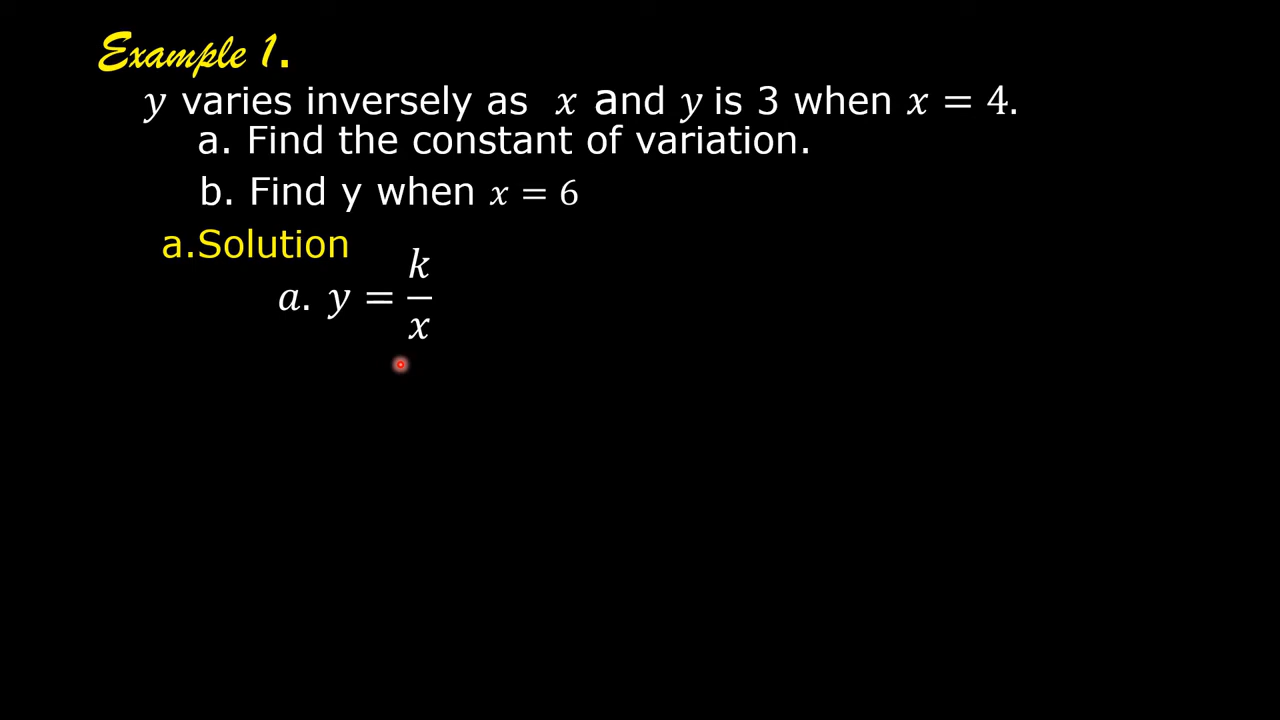 Example 1.
y varies inversely as x and y is 3 when x = 4.
a. Find the constant of variation.
b. Find y when x = 6
a.Solution
a. y = k/x